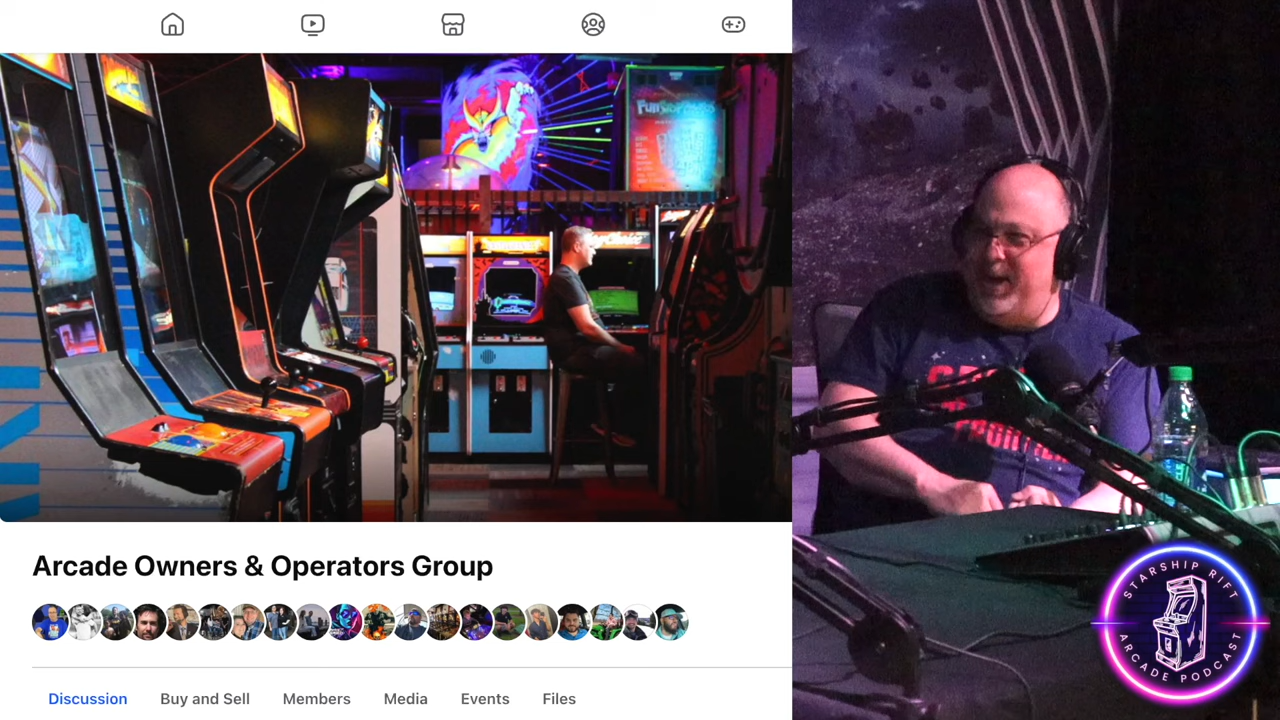 Arcade Owners & Operators Group
Discussion
Buy and Sell
Members
Media
Events
Files
STARSHIP RIFT
ARCADE PODCAST